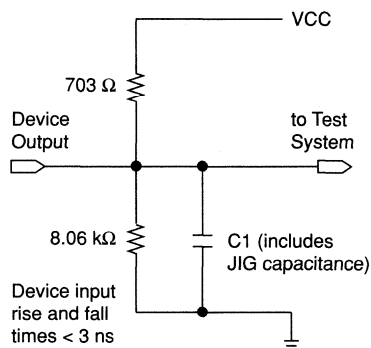 VCC
703 Ω
Device
Output
to Test
System
8.06 kΩ
C1 (includes
JIG capacitance)
Device input
rise and fall
times < 3 ns